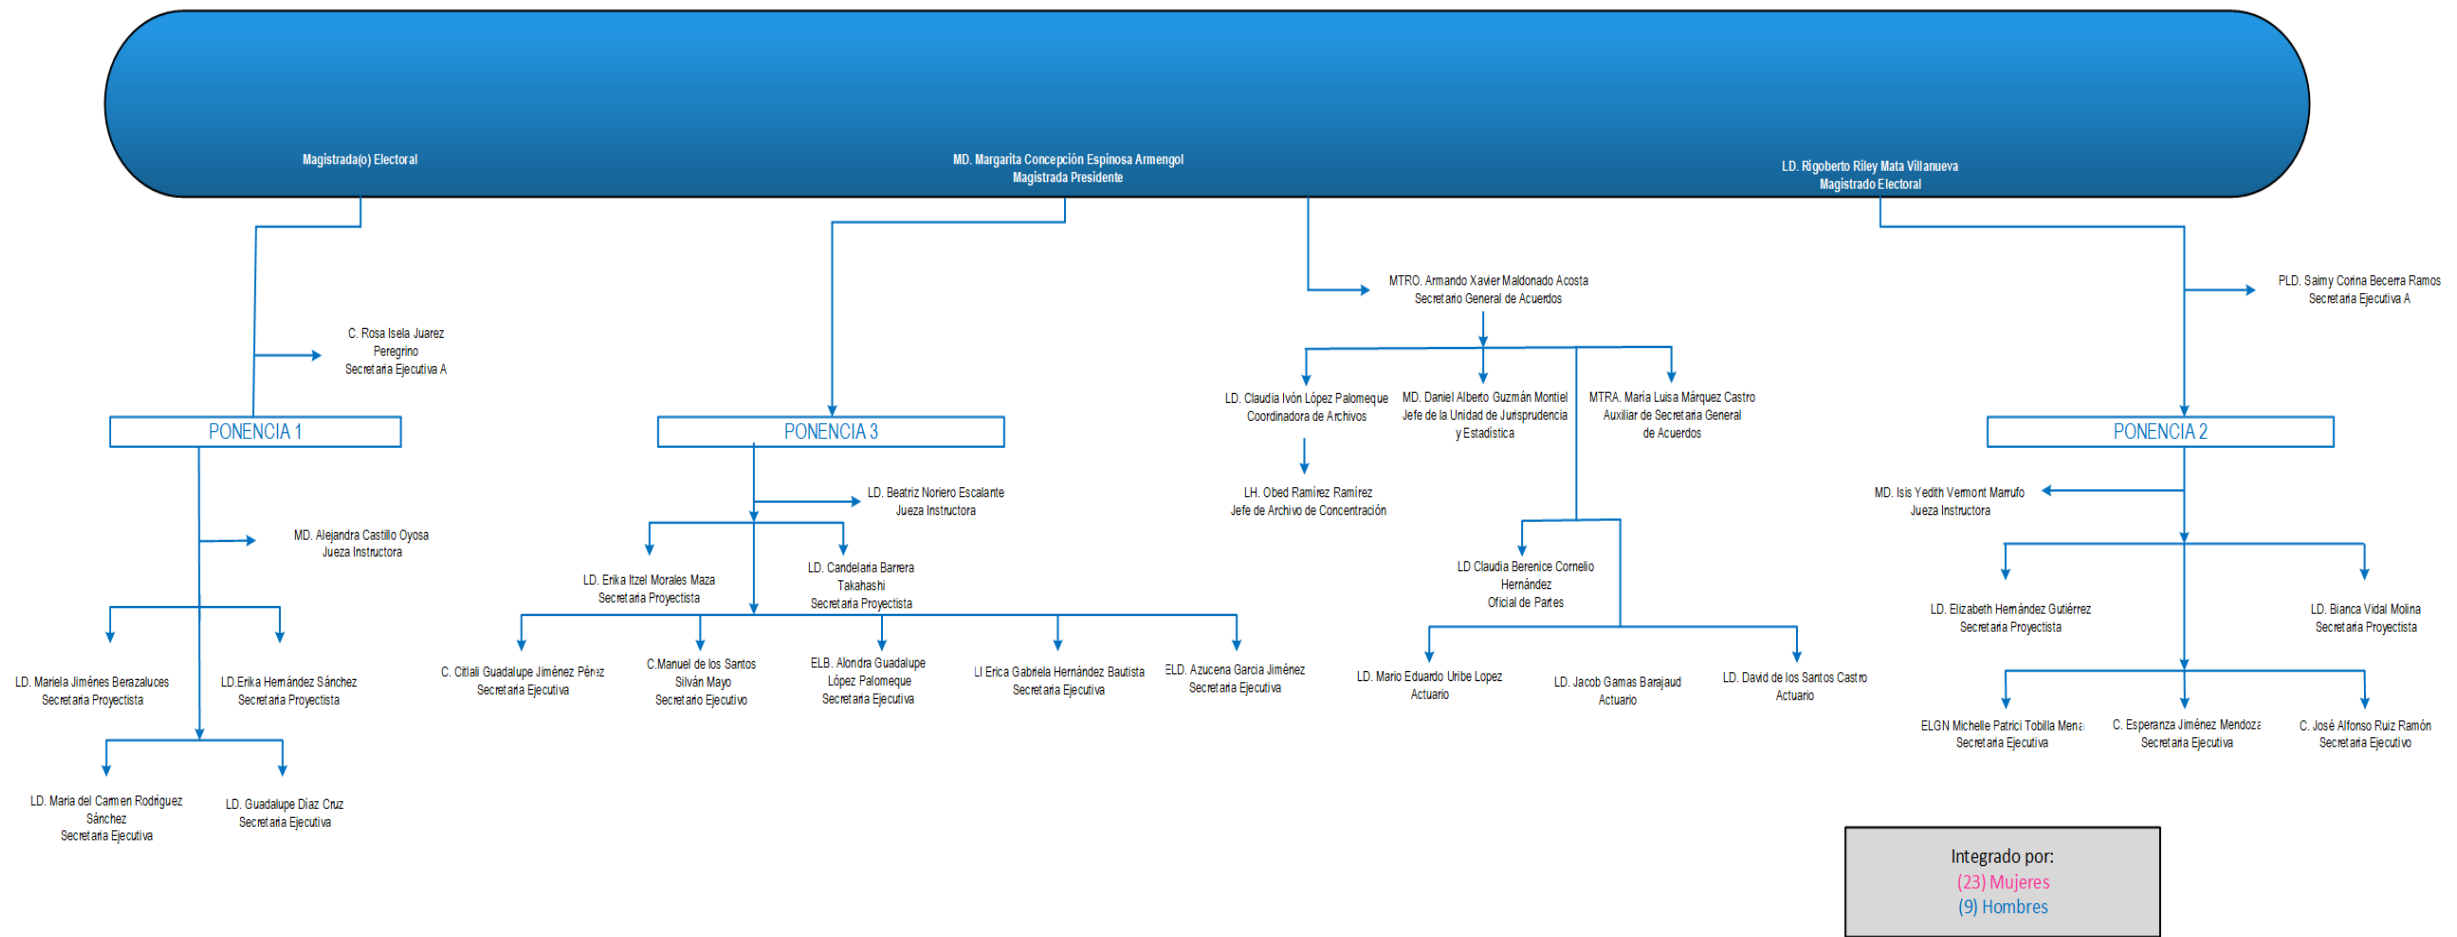 Magistrada(o) Electoral
MD. Margarita Concepción Espinosa Armengol
Magistrada Presidente
LD. Rigoberto Riley Mata Villanueva
Magistrado Electoral
C. Rosa Isela Juarez
Peregrino
Secretaria Ejecutiva A
PONENCIA 1
MD. Alejandra Castillo Oyosa
Jueza Instructora
LD. Mariela Jiménes Berazaluces
Secretaria Proyectista
LD.Erika Hernández Sánchez
Secretaria Proyectista
LD. Maria del Carmen Rodríguez
Sánchez
Secretaria Ejecutiva
LD. Guadalupe Díaz Cruz
Secretaria Ejecutiva
PONENCIA 3
LD. Beatriz Noriero Escalante
Jueza Instructora
LD. Erika Itzel Morales Maza
Secretaria Proyectista
LD. Candelaria Barrera
Takahashi
Secretaria Proyectista
C. Citlali Guadalupe Jiménez Pérez
Secretaria Ejecutiva
C.Manuel de los Santos
Silván Mayo
Secretario Ejecutivo
ELB. Alondra Guadalupe
López Palomeque
Secretaria Ejecutiva
LI Erica Gabriela Hernández Bautista
Secretaria Ejecutiva
ELD. Azucena Garcia Jiménez
Secretaria Ejecutiva
MTRO. Armando Xavier Maldonado Acosta
Secretario General de Acuerdos
LD. Claudia Ivón López Palomeque
Coordinadora de Archivos
MD. Daniel Alberto Guzmán Montiel
Jefe de la Unidad de Jurisprudencia
y Estadística
MTRA. María Luisa Márquez Castro
Auxiliar de Secretaria General
de Acuerdos
LH. Obed Ramírez Ramírez
Jefe de Archivo de Concentración
LD Claudia Berenice Cornelio
Hernández
Oficial de Partes
LD. Mario Eduardo Uribe Lopez
Actuario
LD. Jacob Gamas Barajaud
Actuario
LD. David de los Santos Castro
Actuario
PLD. Saimy Corina Becerra Ramos
Secretaria Ejecutiva A
PONENCIA 2
MD. Isis Yedith Vermont Marrufo
Jueza Instructora
LD. Elizabeth Hernández Gutiérrez
Secretaria Proyectista
LD. Bianca Vidal Molina
Secretaria Proyectista
ELGN Michelle Patrici Tobilla Mena
Secretaria Ejecutiva
C. Esperanza Jiménez Mendoza
Secretaria Ejecutiva
C. José Alfonso Ruiz Ramón
Secretaria Ejecutivo
Integrado por:
(23) Mujeres
(9) Hombres